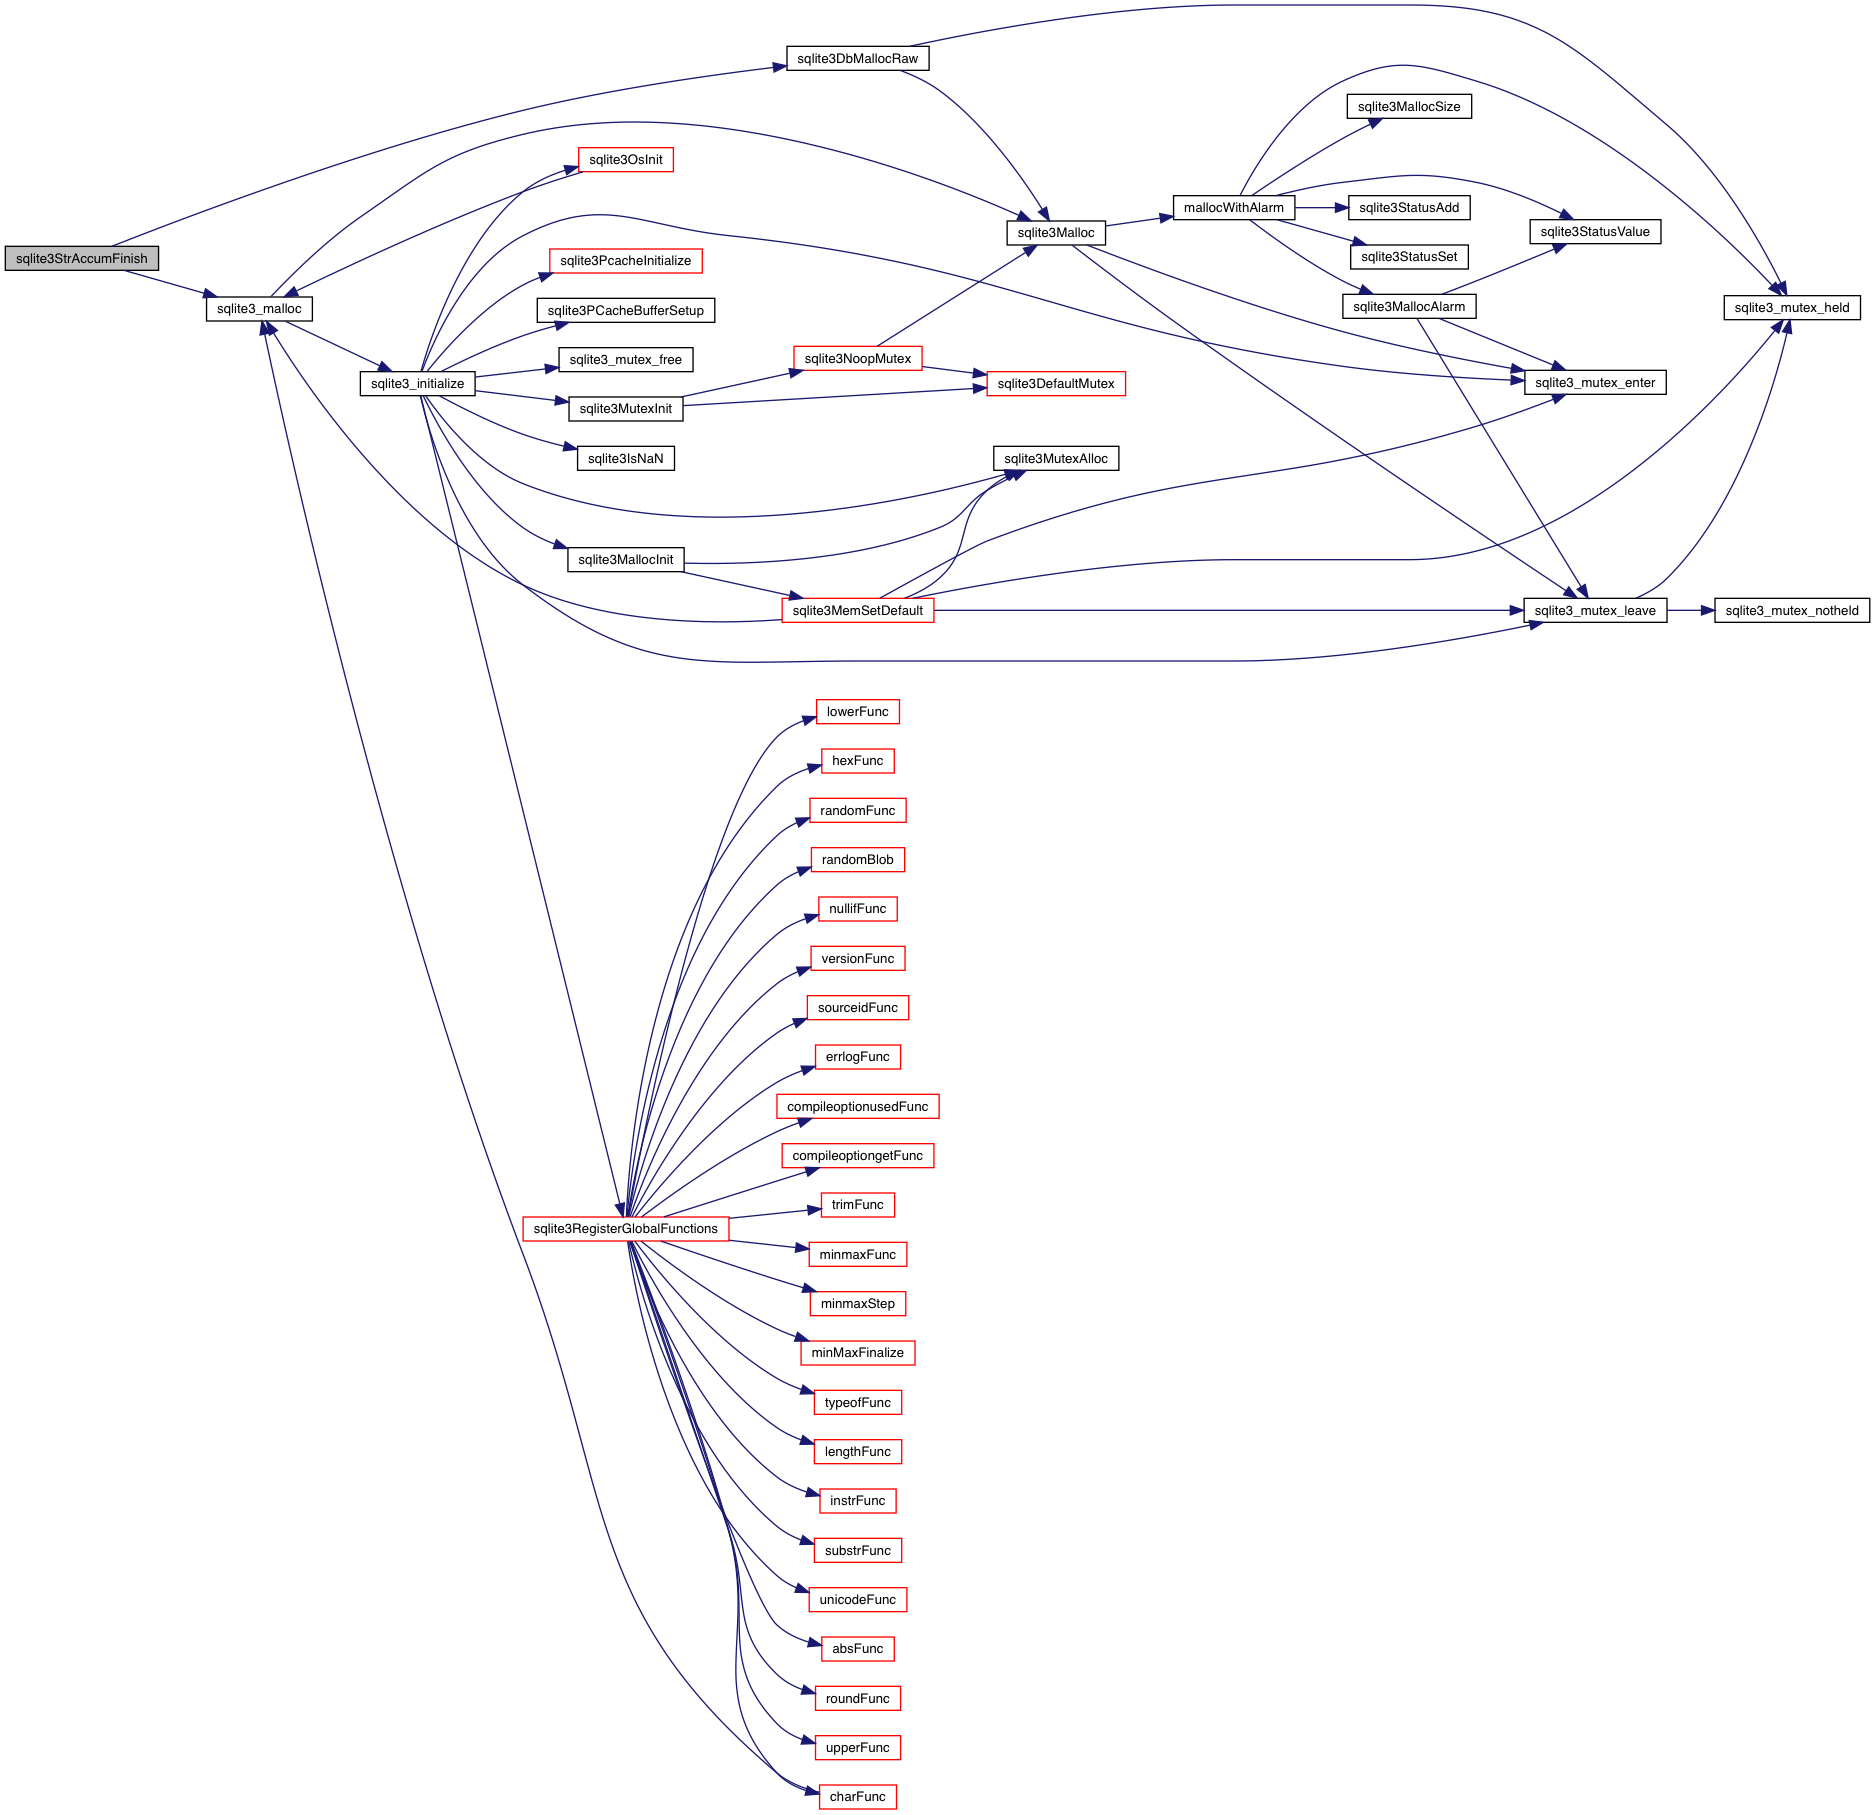 sqlite3DbMallocRaw
sqlite3MallocSize
sqlite3OsInit
mallocWithAlarm
sqlite3StatusAdd
sqlite3Malloc
sqlite3StatusValue
sqlite3StrAccumFinish
sqlite3PcacheInitialize
sqlite3StatusSet
sqlite3_malloc
sqlite3PCacheBufferSetup
sqlite3MallocAlarm
sqlite3_mutex_held
sqlite3_mutex_free
sqlite3NoopMutex
sqlite3_initialize
sqlite3DefaultMutex
sqlite3_mutex_enter
sqlite3MutexInit
sqlite3IsNaN
sqlite3MutexAlloc
sqlite3MallocInit
sqlite3MemSetDefault
sqlite3_mutex_leave
sqlite3_mutex_notheld
lowerFunc
hexFunc
randomFunc
randomBlob
nullifFunc
versionFunc
sourceidFunc
errlogFunc
compileoptionusedFunc
compileoptiongetFunc
trimFunc
sqlite3RegisterGlobalFunctions
minmaxFunc
minmaxStep
minMaxFinalize
typeofFunc
lengthFunc
instrFunc
substrFunc
unicodeFunc
absFunc
roundFunc
upperFunc
charFunc